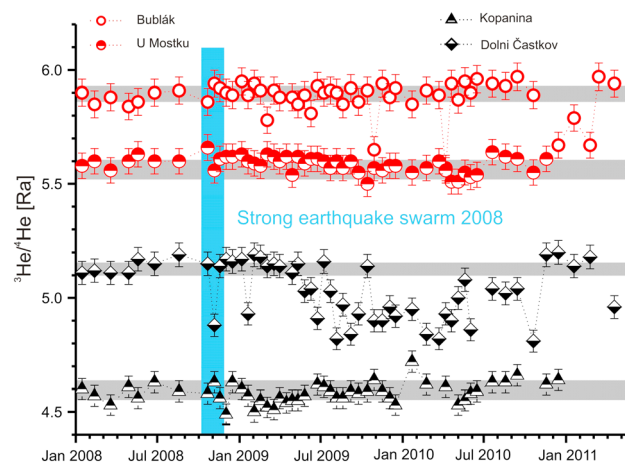 Bublák
U Mostku
Kopanina
Dolni Častkov
³He/⁴He [Ra]
6.0
5.5
5.0
4.5
Strong earthquake swarm 2008
Jan 2008
Jul 2008
Jan 2009
Jul 2009
Jan 2010
Jul 2010
Jan 2011